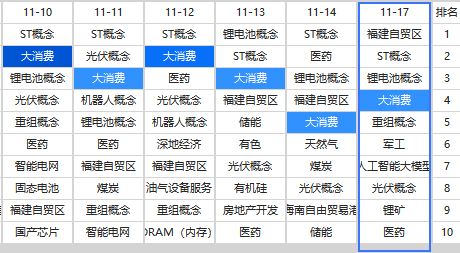 11-10 11-11 11-12 11-13 11-14 11-17 排名
ST概念 ST概念 ST概念 锂电池概念 ST概念 福建自贸区 1
大消费 光伏概念 大消费 ST概念 医药 ST概念 2
锂电池概念 大消费 医药 大消费 锂电池概念 锂电池概念 3
光伏概念 机器人概念 光伏概念 福建自贸区 福建自贸区 大消费 4
重组概念 锂电池概念 机器人概念 储能 大消费 重组概念 5
医药 医药 深地经济 有色 天然气 军工 6
智能电网 福建自贸区 福建自贸区 光伏概念 煤炭 人工智能大模型 7
固态电池 煤炭 油气设备服务 有机硅 光伏概念 光伏概念 8
福建自贸区 重组概念 重组概念 房地产开发 海南自由贸易港 锂矿 9
国产芯片 智能电网 DRAM（内存） 医药 储能 医药 10